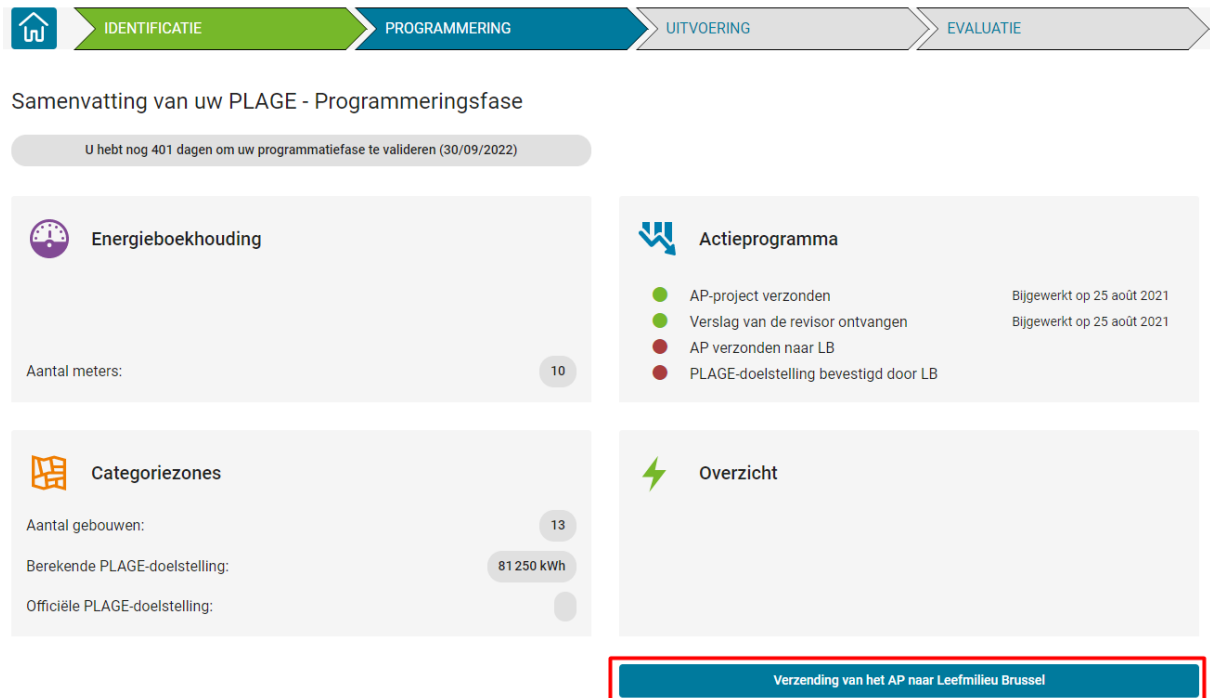 IDENTIFICATIE
PROGRAMMERING
UITVOERING
EVALUATIE
Samenvatting van uw PLAGE - Programmeringsfase
U hebt nog 401 dagen om uw programmatiefase te valideren (30/09/2022)
Energieboekhouding
Aantal meters: 10
Actieprogramma
AP-project verzonden Bijgewerkt op 25 août 2021
Verslag van de revisor ontvangen Bijgewerkt op 25 août 2021
AP verzonden naar LB
PLAGE-doelstelling bevestigd door LB
Categoriezones
Aantal gebouwen: 13
Berekende PLAGE-doelstelling: 81 250 kWh
Officiële PLAGE-doelstelling:
Overzicht
Verzending van het AP naar Leefmilieu Brussel